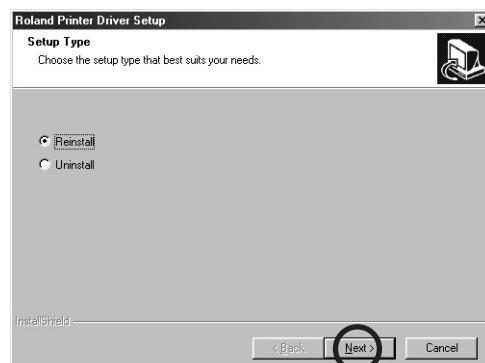 Roland Printer Driver Setup
Setup Type
Choose the setup type that best suits your needs.
Reinstall
Uninstall
InstallShield
< Back
Next >
Cancel